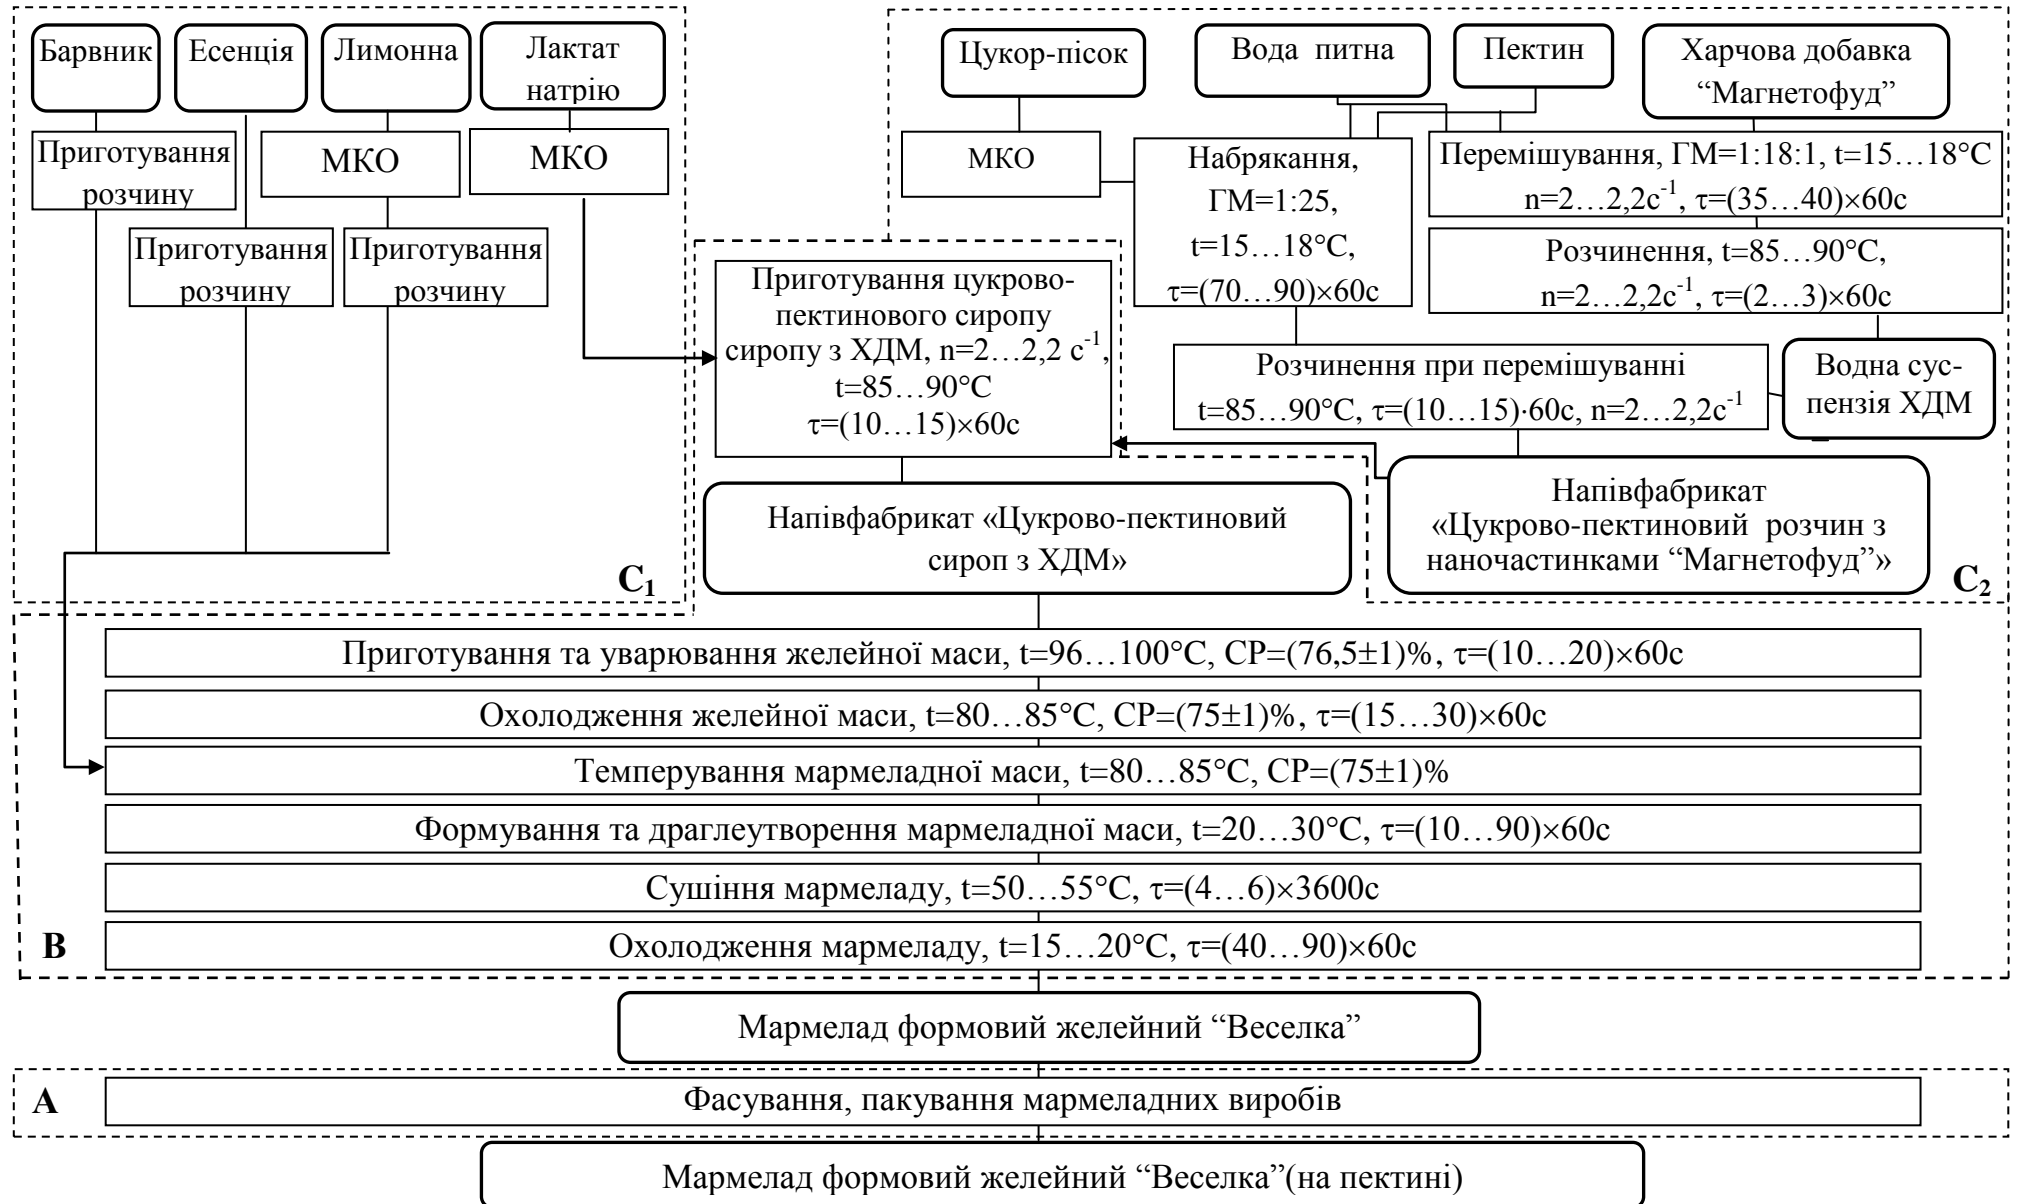 Барвник
Есенція
Лимонна
Лактат
натрію
Приготування
розчину
МКО
МКО
Приготування
розчину
Приготування
розчину
С1
Цукор-пісок
Вода питна
Пектин
Харчова добавка
“Магнетофуд”
МКО
Набрякання,
ГМ=1:25,
t=15…18°С,
τ=(70…90)×60с
Перемішування, ГМ=1:18:1, t=15…18°С
n=2…2,2с-1, τ=(35…40)×60с
Розчинення, t=85…90°С,
n=2…2,2с-1, τ=(2…3)×60с
Приготування цукрово-
пектинового сиропу
сиропу з ХДМ, n=2…2,2 с-1,
t=85…90°С
τ=(10…15)×60с
Розчинення при перемішуванні
t=85…90°С, τ=(10…15)·60с, n=2…2,2с-1
Водна сус-
пензія ХДМ
Напівфабрикат «Цукрово-пектиновий
сироп з ХДМ»
Напівфабрикат
«Цукрово-пектиновий розчин з
наночастинками “Магнетофуд”»
С2
Приготування та уварювання желейної маси, t=96…100°С, СР=(76,5±1)%, τ=(10…20)×60с
Охолодження желейної маси, t=80…85°С, СР=(75±1)%, τ=(15…30)×60с
Темперування мармеладної маси, t=80…85°С, СР=(75±1)%
Формування та драглеутворення мармеладної маси, t=20…30°С, τ=(10…90)×60с
Сушіння мармеладу, t=50…55°С, τ=(4…6)×3600с
В
Охолодження мармеладу, t=15…20°С, τ=(40…90)×60с
Мармелад формовий желейний “Веселка”
А
Фасування, пакування мармеладних виробів
Мармелад формовий желейний “Веселка”(на пектині)